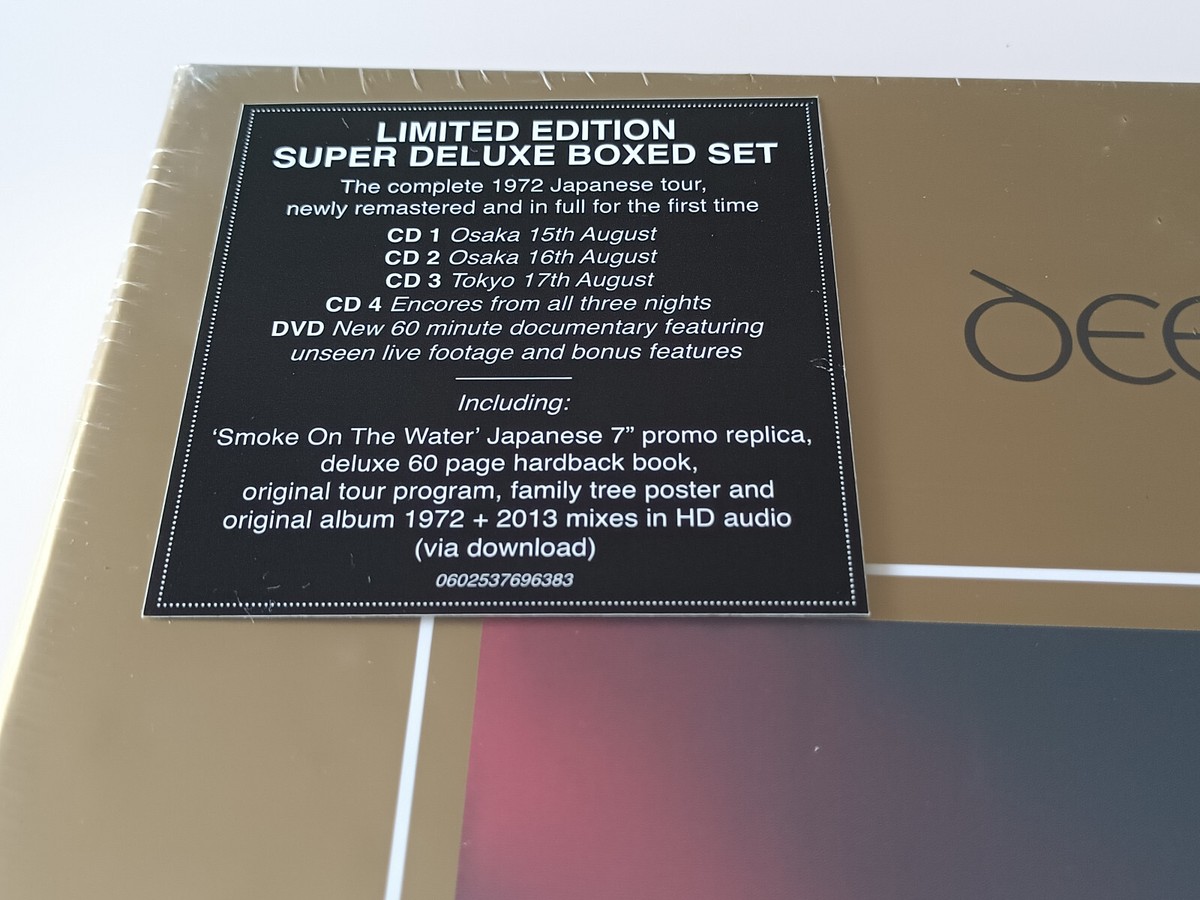 LIMITED EDITION
SUPER DELUXE BOXED SET
The complete 1972 Japanese tour,
newly remastered and in full for the first time
CD 1 Osaka 15th August
CD 2 Osaka 16th August
CD 3 Tokyo 17th August
CD 4 Encores from all three nights
DVD New 60 minute documentary featuring
unseen live footage and bonus features
Including:
‘Smoke On The Water’ Japanese 7” promo replica,
deluxe 60 page hardback book,
original tour program, family tree poster and
original album 1972 + 2013 mixes in HD audio
(via download)
0602537696383